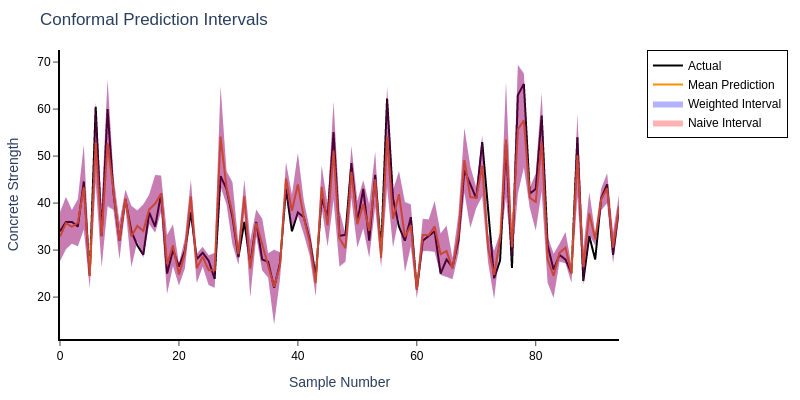 Conformal Prediction Intervals
70
60
50
40
30
20
Concrete Strength
0
20
40
60
80
Sample Number
Actual
Mean Prediction
Weighted Interval
Naive Interval